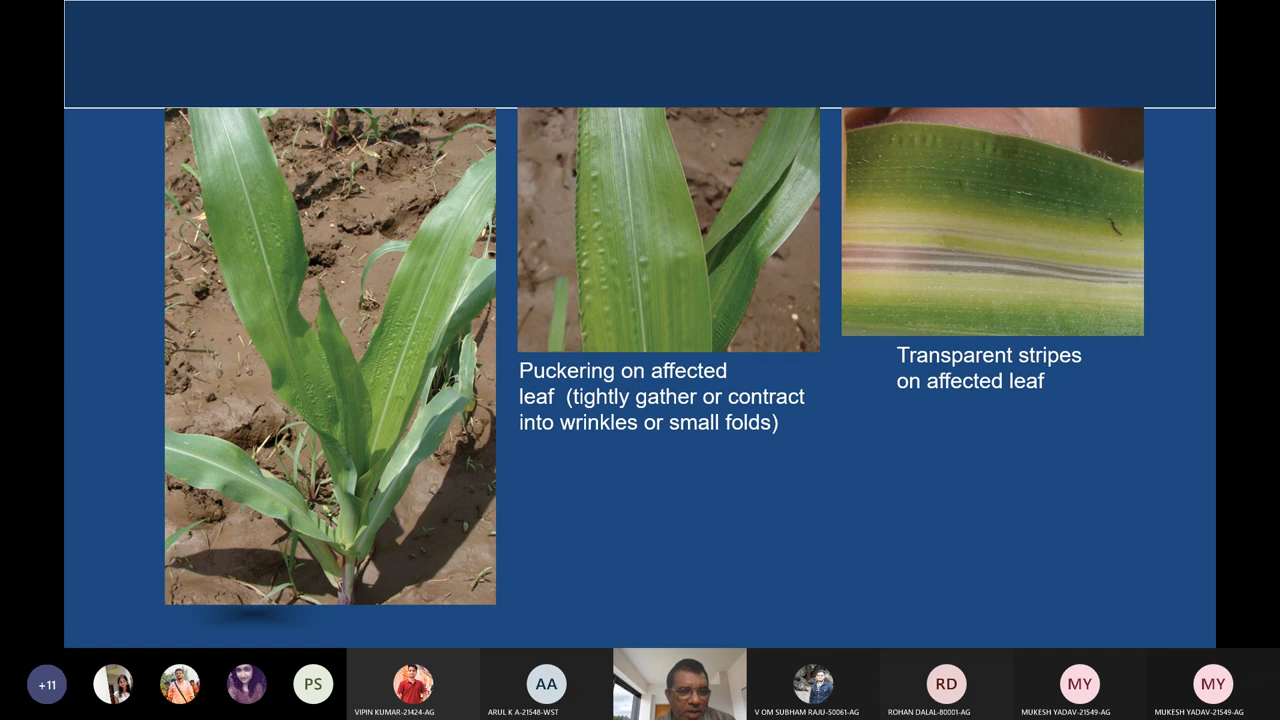 Puckering on affected
leaf (tightly gather or contract
into wrinkles or small folds)
Transparent stripes
on affected leaf
+11
PS
AA
RD
MY
MY
VIPIN KUMAR-21424-AG
ARUL K A-21548-WST
V OM SUBHAM RAJU-50061-AG
ROHAN DALAL-80001-AG
MUKESH YADAV-21549-AG
MUKESH YADAV-21549-AG